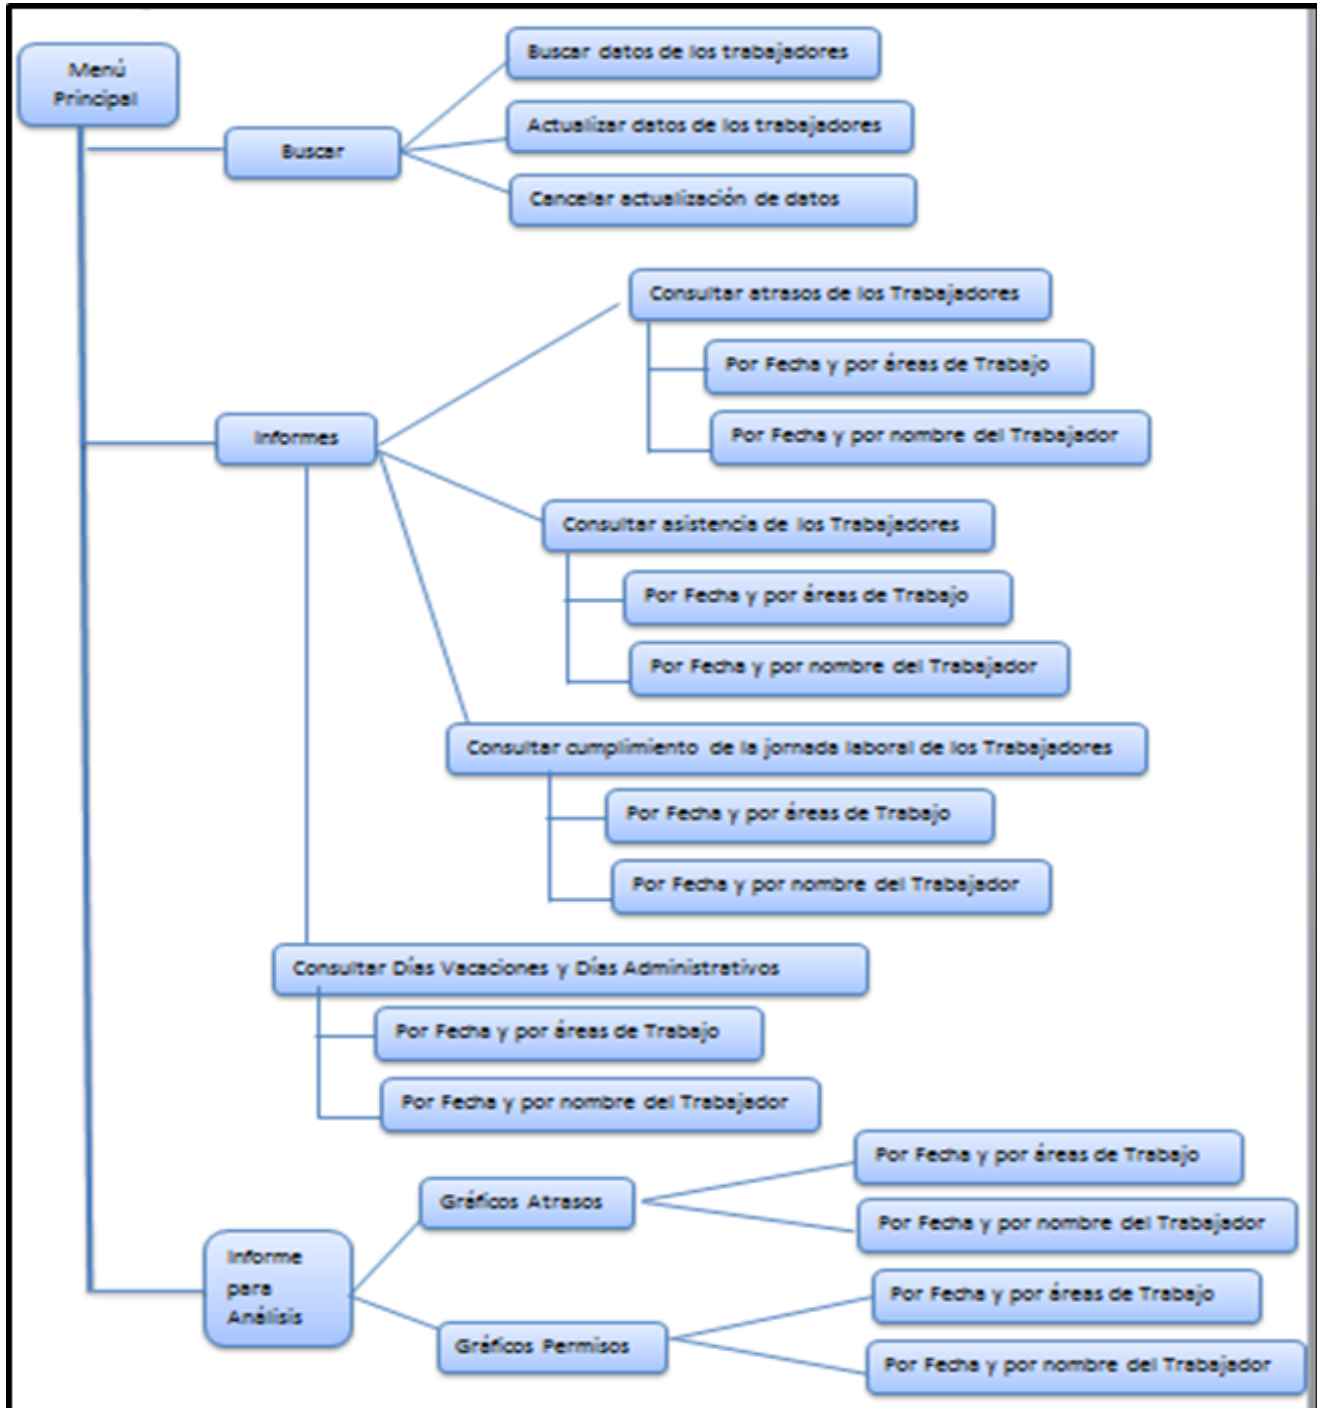 Menú
Principal
Buscar
Buscar datos de los trabajadores
Actualizar datos de los trabajadores
Cancelar actualización de datos
Informes
Consultar atrasos de los Trabajadores
Por Fecha y por áreas de Trabajo
Por Fecha y por nombre del Trabajador
Consultar asistencia de los Trabajadores
Por Fecha y por áreas de Trabajo
Por Fecha y por nombre del Trabajador
Consultar cumplimiento de la jornada laboral de los Trabajadores
Por Fecha y por áreas de Trabajo
Por Fecha y por nombre del Trabajador
Consultar Días Vacaciones y Días Administrativos
Por Fecha y por áreas de Trabajo
Por Fecha y por nombre del Trabajador
Informe
para
Análisis
Gráficos Atrasos
Por Fecha y por áreas de Trabajo
Por Fecha y por nombre del Trabajador
Gráficos Permisos
Por Fecha y por áreas de Trabajo
Por Fecha y por nombre del Trabajador